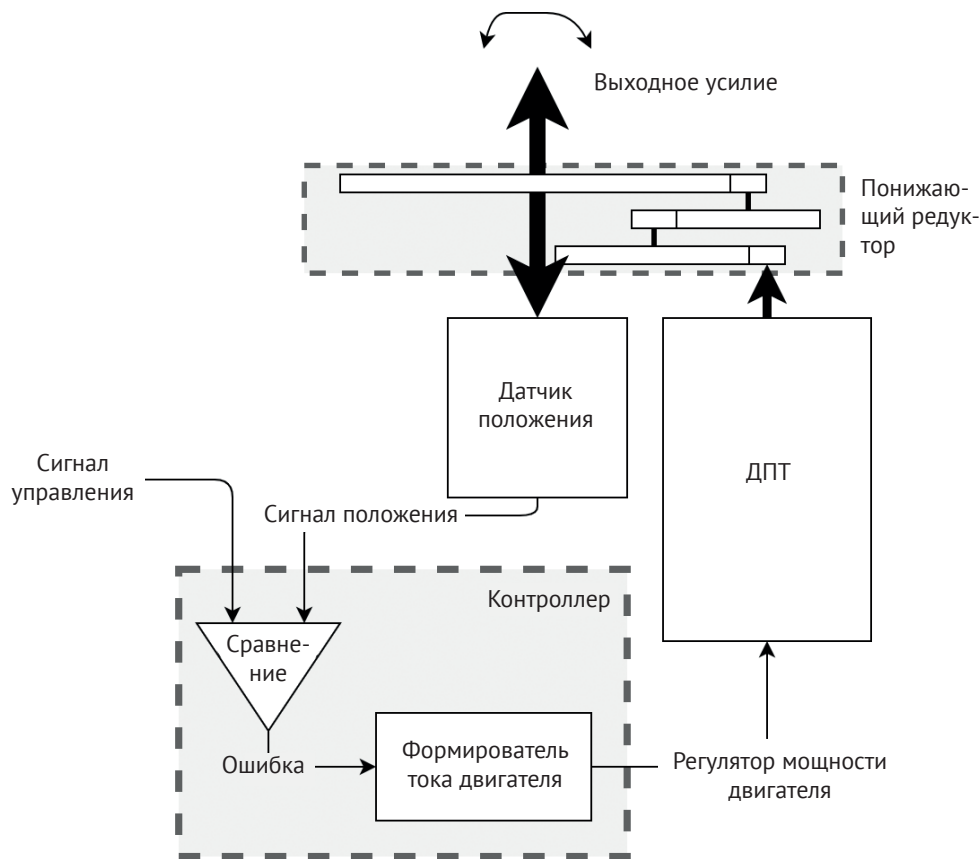 Выходное усилие
Понижаю-
щий редук-
тор
Датчик
положения
ДПТ
Сигнал
управления
Сигнал положения
Контроллер
Сравне-
ние
Ошибка
Формирователь
тока двигателя
Регулятор мощности
двигателя